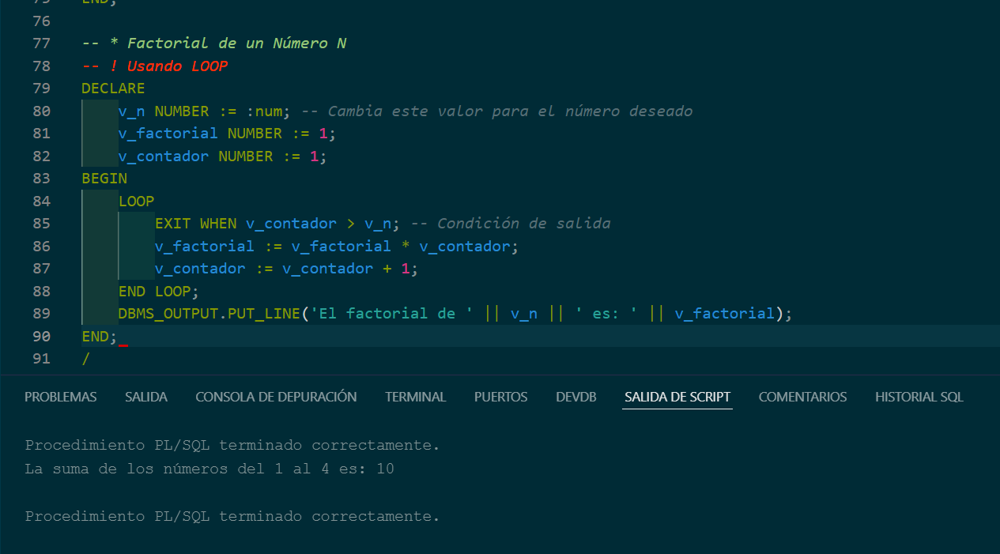 75 END;
76
77 -- * Factorial de un Número N
78 -- ! Usando LOOP
79 DECLARE
80 v_n NUMBER := :num; -- Cambia este valor para el número deseado
81 v_factorial NUMBER := 1;
82 v_contador NUMBER := 1;
83 BEGIN
84 LOOP
85 EXIT WHEN v_contador > v_n; -- Condición de salida
86 v_factorial := v_factorial * v_contador;
87 v_contador := v_contador + 1;
88 END LOOP;
89 DBMS_OUTPUT.PUT_LINE('El factorial de ' || v_n || ' es: ' || v_factorial);
90 END;
91 /
PROBLEMAS SALIDA CONSOLA DE DEPURACIÓN TERMINAL PUERTOS DEVDB SALIDA DE SCRIPT COMENTARIOS HISTORIAL SQL
Procedimiento PL/SQL terminado correctamente.
La suma de los números del 1 al 4 es: 10
Procedimiento PL/SQL terminado correctamente.